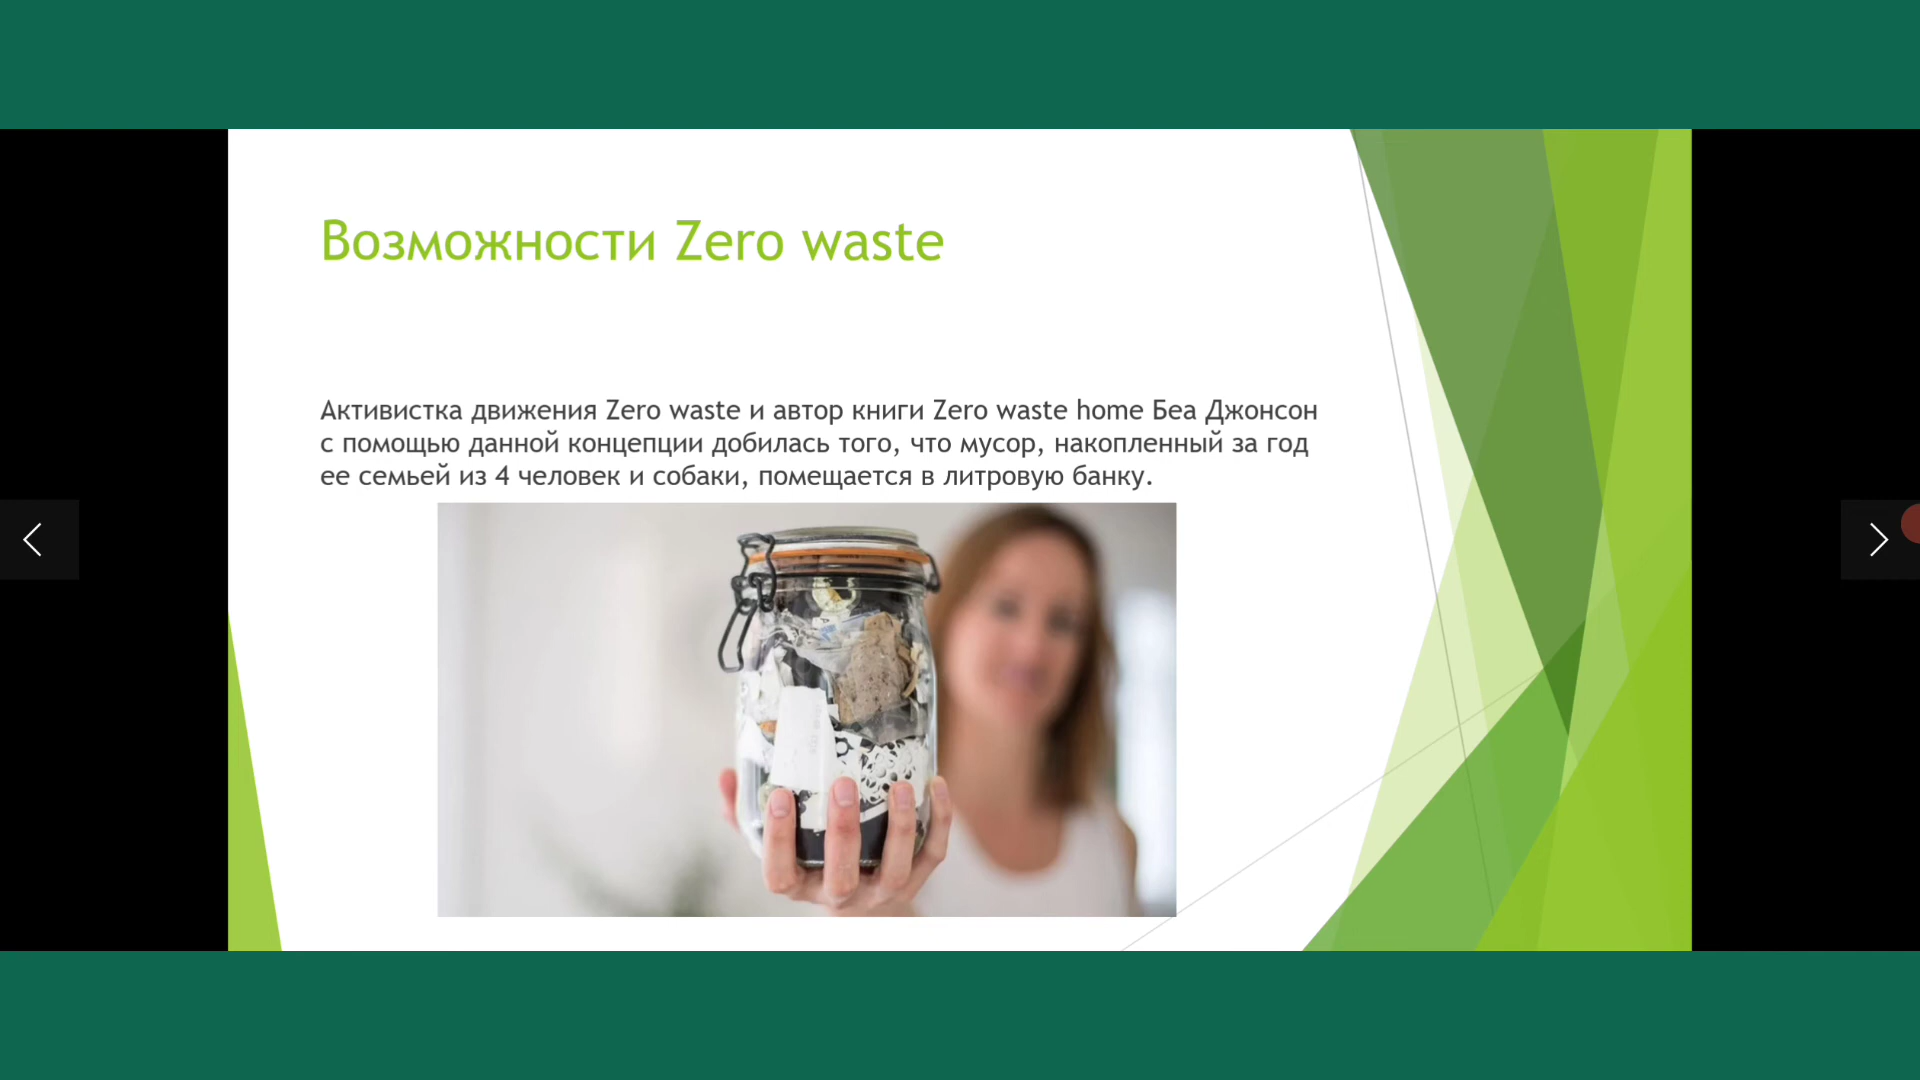 Возможности Zero waste
Активистка движения Zero waste и автор книги Zero waste home Беа Джонсон
с помощью данной концепции добилась того, что мусор, накопленный за год
ее семьей из 4 человек и собаки, помещается в литровую банку.